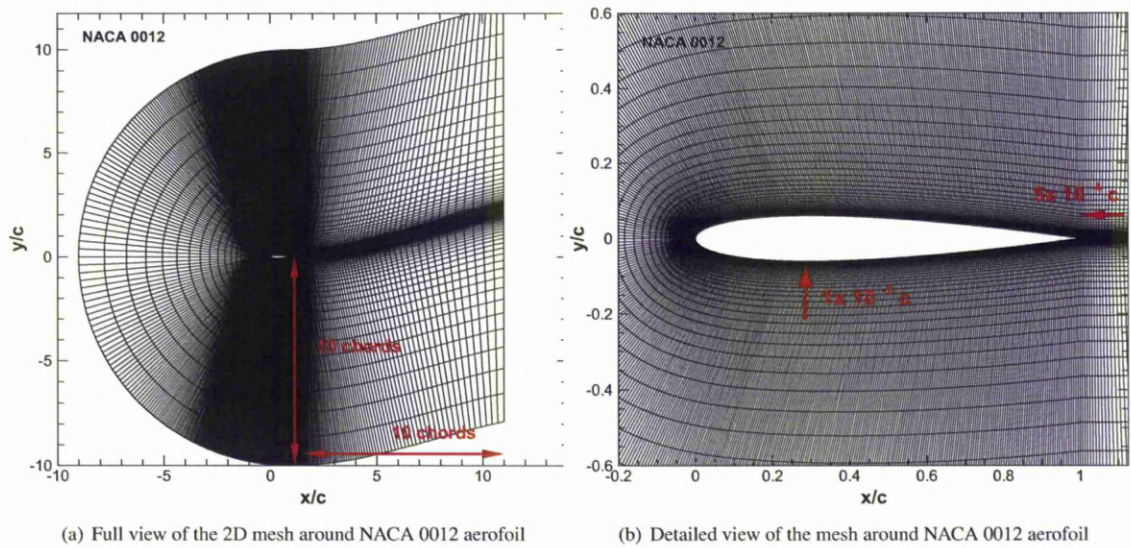 NACA 0012
10
5
0
-5
-10
y/c
10 chords
10 chords
-10
-5
0
5
10
x/c
(a) Full view of the 2D mesh around NACA 0012 aerofoil
NACA 0012
0.6
0.4
0.2
0
-0.2
-0.4
-0.6
y/c
c
c
-0.2
0
0.2
0.4
0.6
0.8
1
x/c
(b) Detailed view of the mesh around NACA 0012 aerofoil